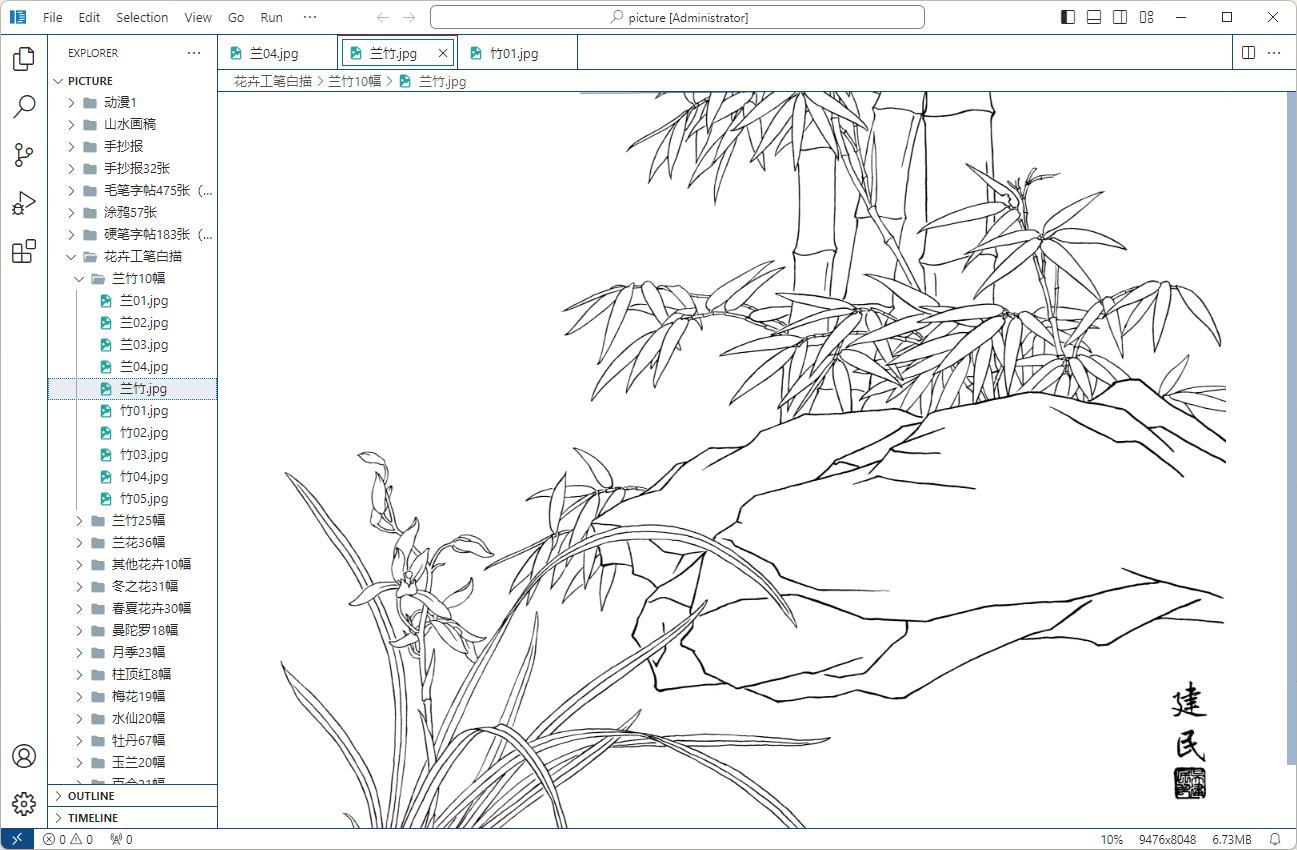 File Edit Selection View Go Run ···
picture [Administrator]
EXPLORER ···
PICTURE
动漫1
山水画稿
手抄报
手抄报32张
毛笔字帖475张（...
涂鸦57张
硬笔字帖183张（...
花卉工笔白描
兰竹10幅
兰01.jpg
兰02.jpg
兰03.jpg
兰04.jpg
兰竹.jpg
竹01.jpg
竹02.jpg
竹03.jpg
竹04.jpg
竹05.jpg
兰竹25幅
兰花36幅
其他花卉10幅
冬之花31幅
春夏花卉30幅
曼陀罗18幅
月季23幅
柱顶红8幅
梅花19幅
水仙20幅
牡丹67幅
玉兰20幅
OUTLINE
TIMELINE
兰04.jpg 兰竹.jpg 竹01.jpg
花卉工笔白描 > 兰竹10幅 > 兰竹.jpg
建民
0 0 0
10% 9476x8048 6.73MB